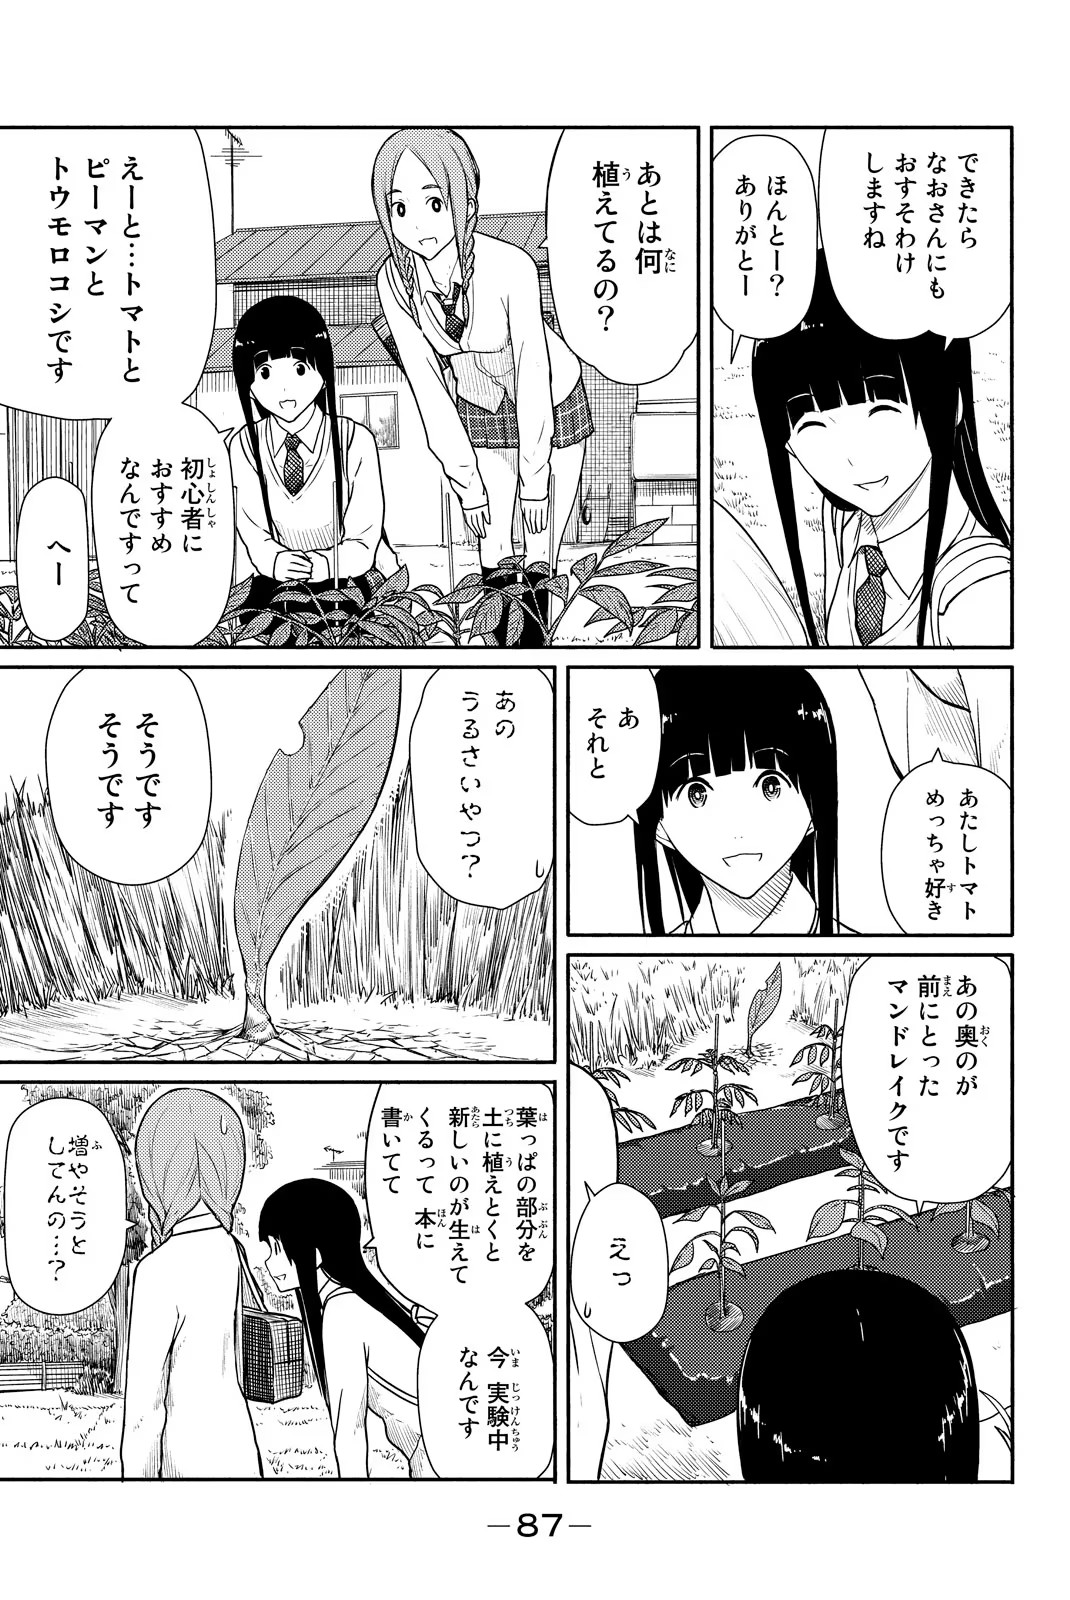 できたら
なおさんにも
おすそわけ
しますね
ほんとー?
ありがとー
あとは何
植えてるの?
えーと…トマトと
ピーマンと
トウモロコシです
初心者に
おすすめ
なんですって
へー
あたしトマト
めっちゃ好き
あ
それと
あの
うるさいやつ?
そうです
そうです
あの奥のが
前にとった
マンドレイクです
えっ
葉っぱの部分を
土に植えとくと
新しいのが生えて
くるって 本に
書いてて
今 実験中
なんです
増やそうと
してんの…?
—87—